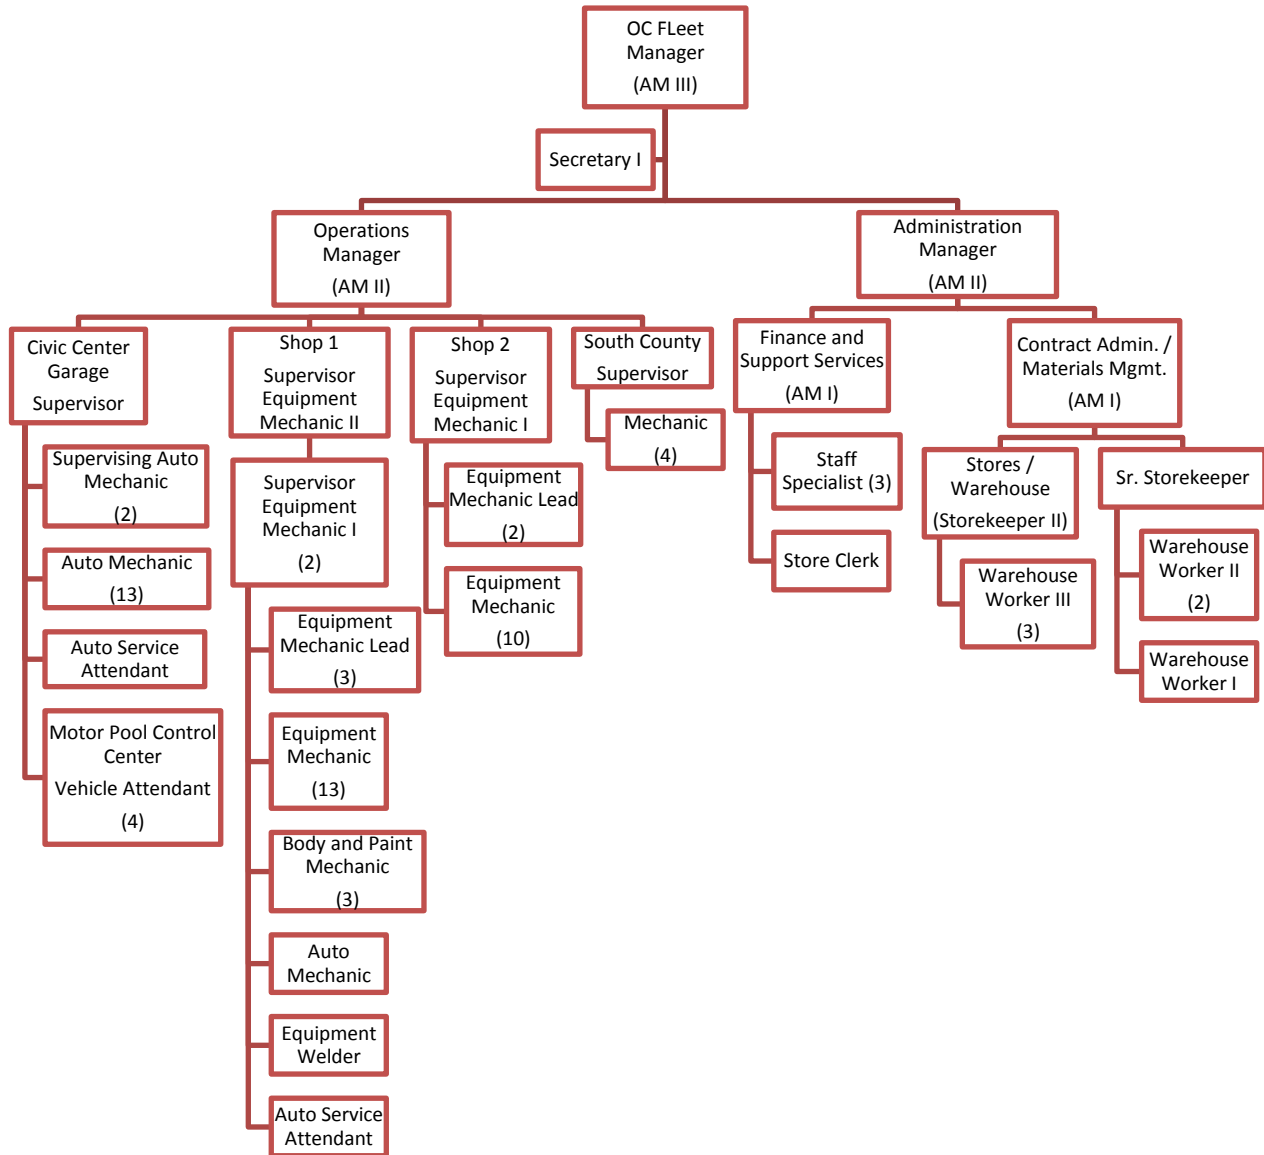 OC FLeet
Manager
(AM III)
Secretary I
Operations
Manager
(AM II)
Administration
Manager
(AM II)
Civic Center
Garage
Supervisor
Supervising Auto
Mechanic
(2)
Auto Mechanic
(13)
Auto Service
Attendant
Motor Pool Control
Center
Vehicle Attendant
(4)
Shop 1
Supervisor
Equipment
Mechanic II
Supervisor
Equipment
Mechanic I
(2)
Equipment
Mechanic Lead
(3)
Equipment
Mechanic
(13)
Body and Paint
Mechanic
(3)
Auto
Mechanic
Equipment
Welder
Auto Service
Attendant
Shop 2
Supervisor
Equipment
Mechanic I
Equipment
Mechanic Lead
(2)
Equipment
Mechanic
(10)
South County
Supervisor
Mechanic
(4)
Finance and
Support Services
(AM I)
Staff
Specialist (3)
Store Clerk
Contract Admin. /
Materials Mgmt.
(AM I)
Stores /
Warehouse
(Storekeeper II)
Warehouse
Worker III
(3)
Sr. Storekeeper
Warehouse
Worker II
(2)
Warehouse
Worker I